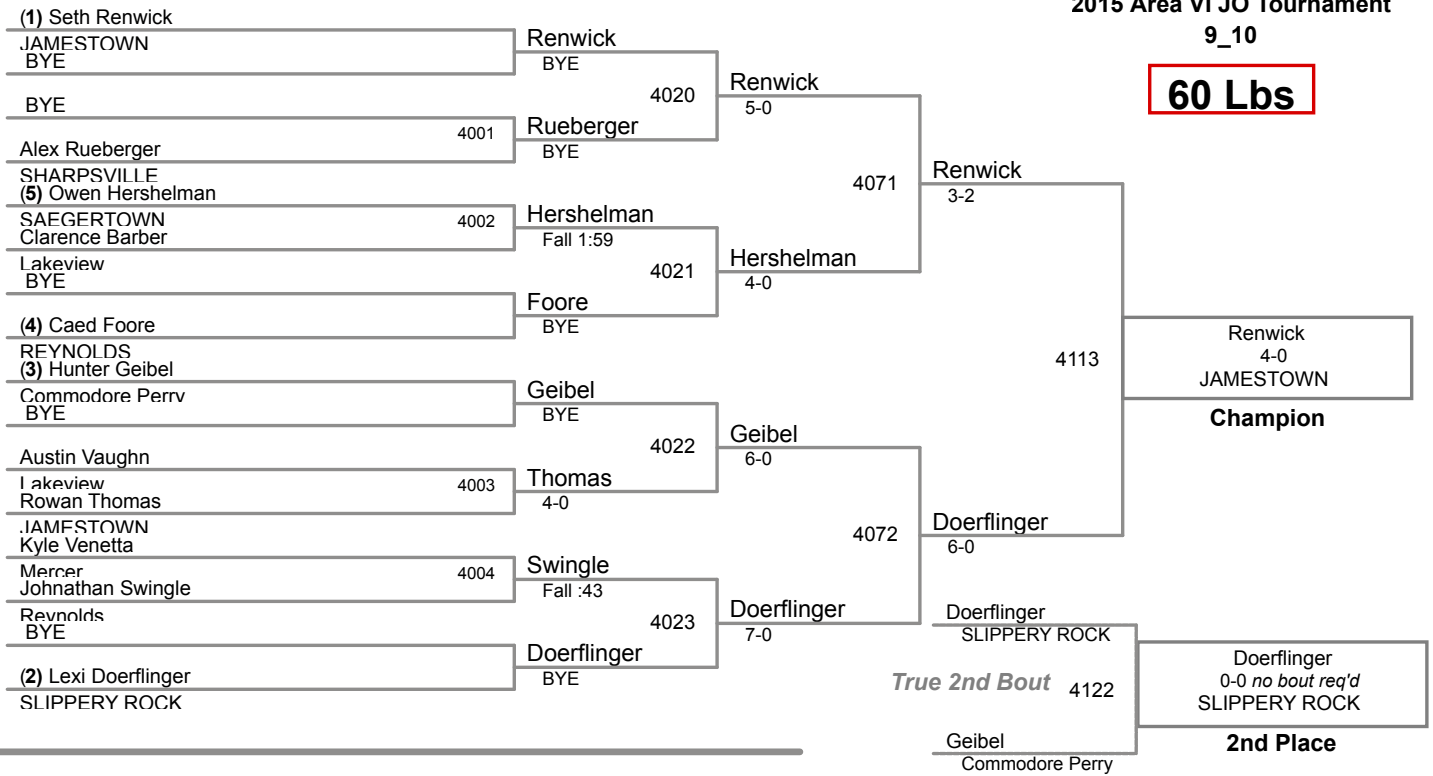 2015 Area VI JO Tournament
9_10
60 Lbs
(1) Seth Renwick
JAMESTOWN
BYE
BYE
Alex Rueberger
SHARPSVILLE
(5) Owen Hershelman
SAEGERTOWN
Clarence Barber
Lakeview
BYE
(4) Caed Foore
REYNOLDS
(3) Hunter Geibel
Commodore Perry
BYE
Austin Vaughn
Lakeview
Rowan Thomas
JAMESTOWN
Kyle Venetta
Mercer
Johnathan Swingle
Reynolds
BYE
(2) Lexi Doerflinger
SLIPPERY ROCK
4001
4002
4003
4004
Renwick
BYE
Rueberger
BYE
Hershelman
Fall 1:59
Foore
BYE
Geibel
BYE
Thomas
4-0
Swingle
Fall :43
Doerflinger
BYE
4020
4021
4022
4023
Renwick
5-0
Hershelman
4-0
Geibel
6-0
Doerflinger
7-0
4071
4072
Renwick
3-2
Doerflinger
6-0
4113
Renwick
4-0
JAMESTOWN
Champion
Doerflinger
SLIPPERY ROCK
True 2nd Bout
4122
Geibel
Commodore Perry
Doerflinger
0-0 no bout req'd
SLIPPERY ROCK
2nd Place